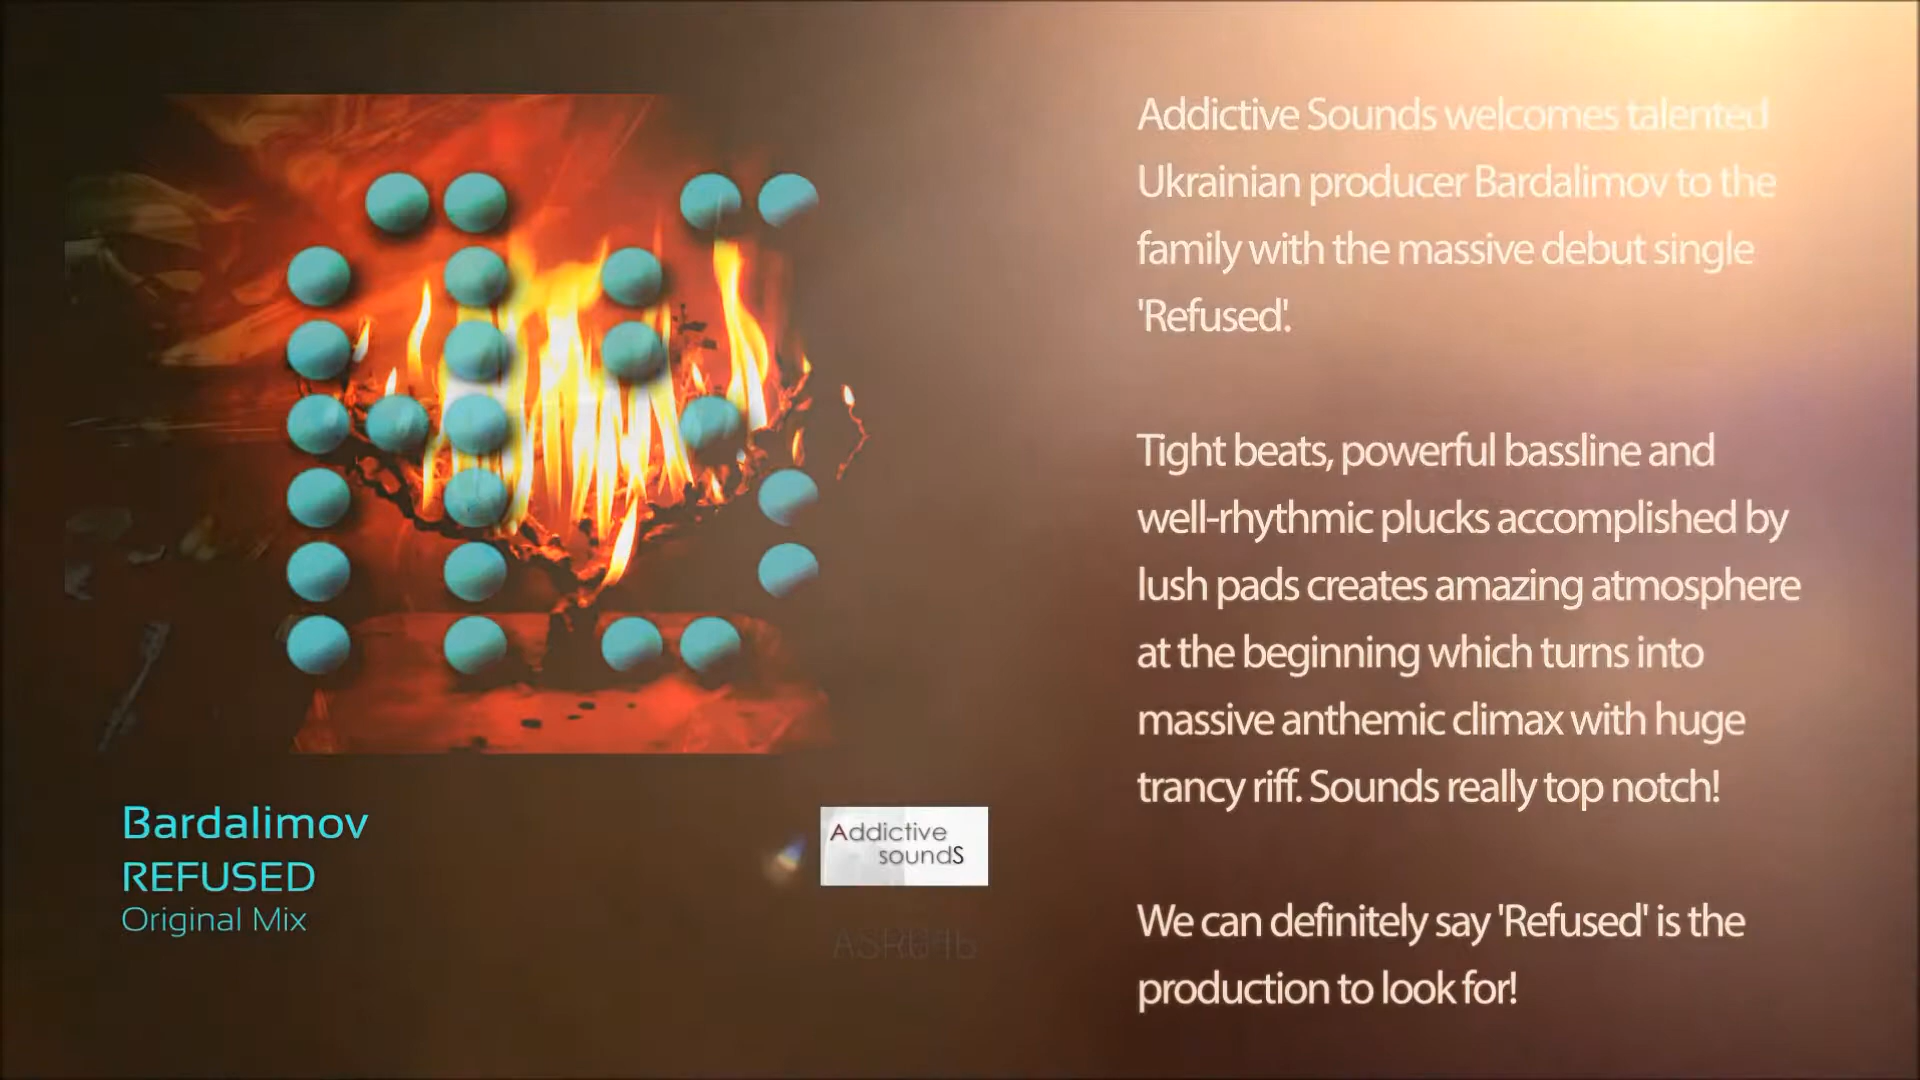 Addictive Sounds welcomes talented
Ukrainian producer Bardalimov to the
family with the massive debut single
'Refused'.
Tight beats, powerful bassline and
well-rhythmic plucks accomplished by
lush pads creates amazing atmosphere
at the beginning which turns into
massive anthemic climax with huge
trancy riff. Sounds really top notch!
We can definitely say 'Refused' is the
production to look for!
Bardalimov
REFUSED
Original Mix
Addictive
soundS